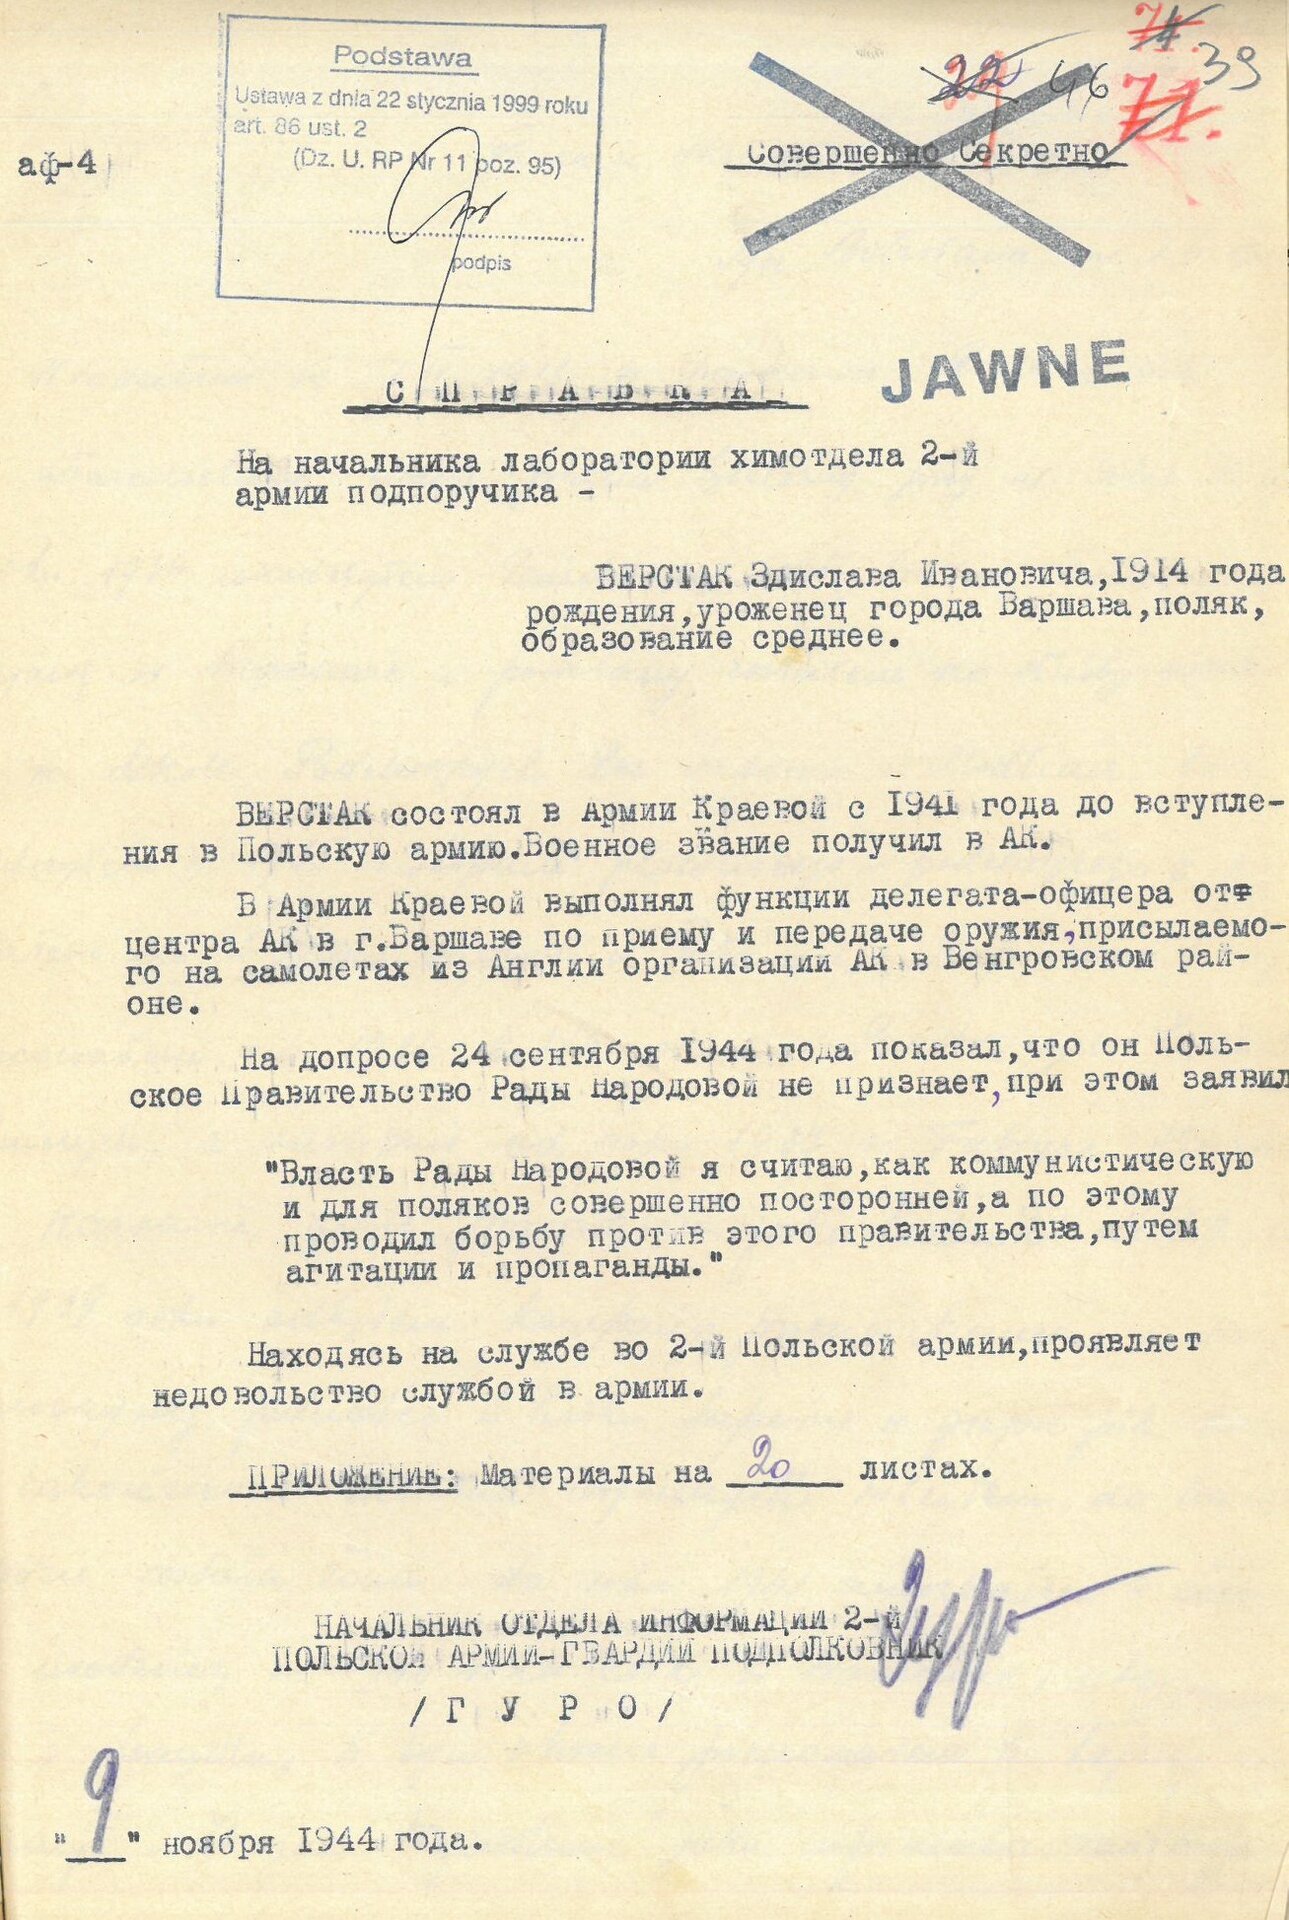 Podstawa
Ustawa z dnia 22 stycznia 1999 roku
art. 86 ust. 2
(Dz. U. RP Nr 11 poz. 95)
podpis
22 46
74.
39
71.
аф-4
Совершенно Секретно
JAWNE
С П Р А В К А
На начальника лаборатории химотдела 2-й
армии подпоручика -
ВЕРСТАК Здислава Ивановича,1914 года
рождения,уроженец города Варшава,поляк,
образование среднее.
ВЕРСТАК состоял в Армии Краевой с 1941 года до вступле-
ния в Польскую армию.Военное звание получил в АК.
В Армии Краевой выполнял функции делегата-офицера от
центра АК в г.Варшаве по приему и передаче оружия,присылаемо-
го на самолетах из Англии организации АК в Венгровском рай-
оне.
На допросе 24 сентября 1944 года показал,что он Поль-
ское Правительство Рады Народовой не признает,при этом заявил
"Власть Рады Народовой я считаю,как коммунистическую
и для поляков совершенно посторонней,а по этому
проводил борьбу против этого правительства,путем
агитации и пропаганды."
Находясь на службе во 2-й Польской армии,проявляет
недовольство службой в армии.
ПРИЛОЖЕНИЕ: Материалы на 20 листах.
НАЧАЛЬНИК ОТДЕЛА ИНФОРМАЦИИ 2-Й
ПОЛЬСКОЙ АРМИИ-ГВАРДИИ ПОДПОЛКОВНИК
/Г У Р О/
"9" ноября 1944 года.